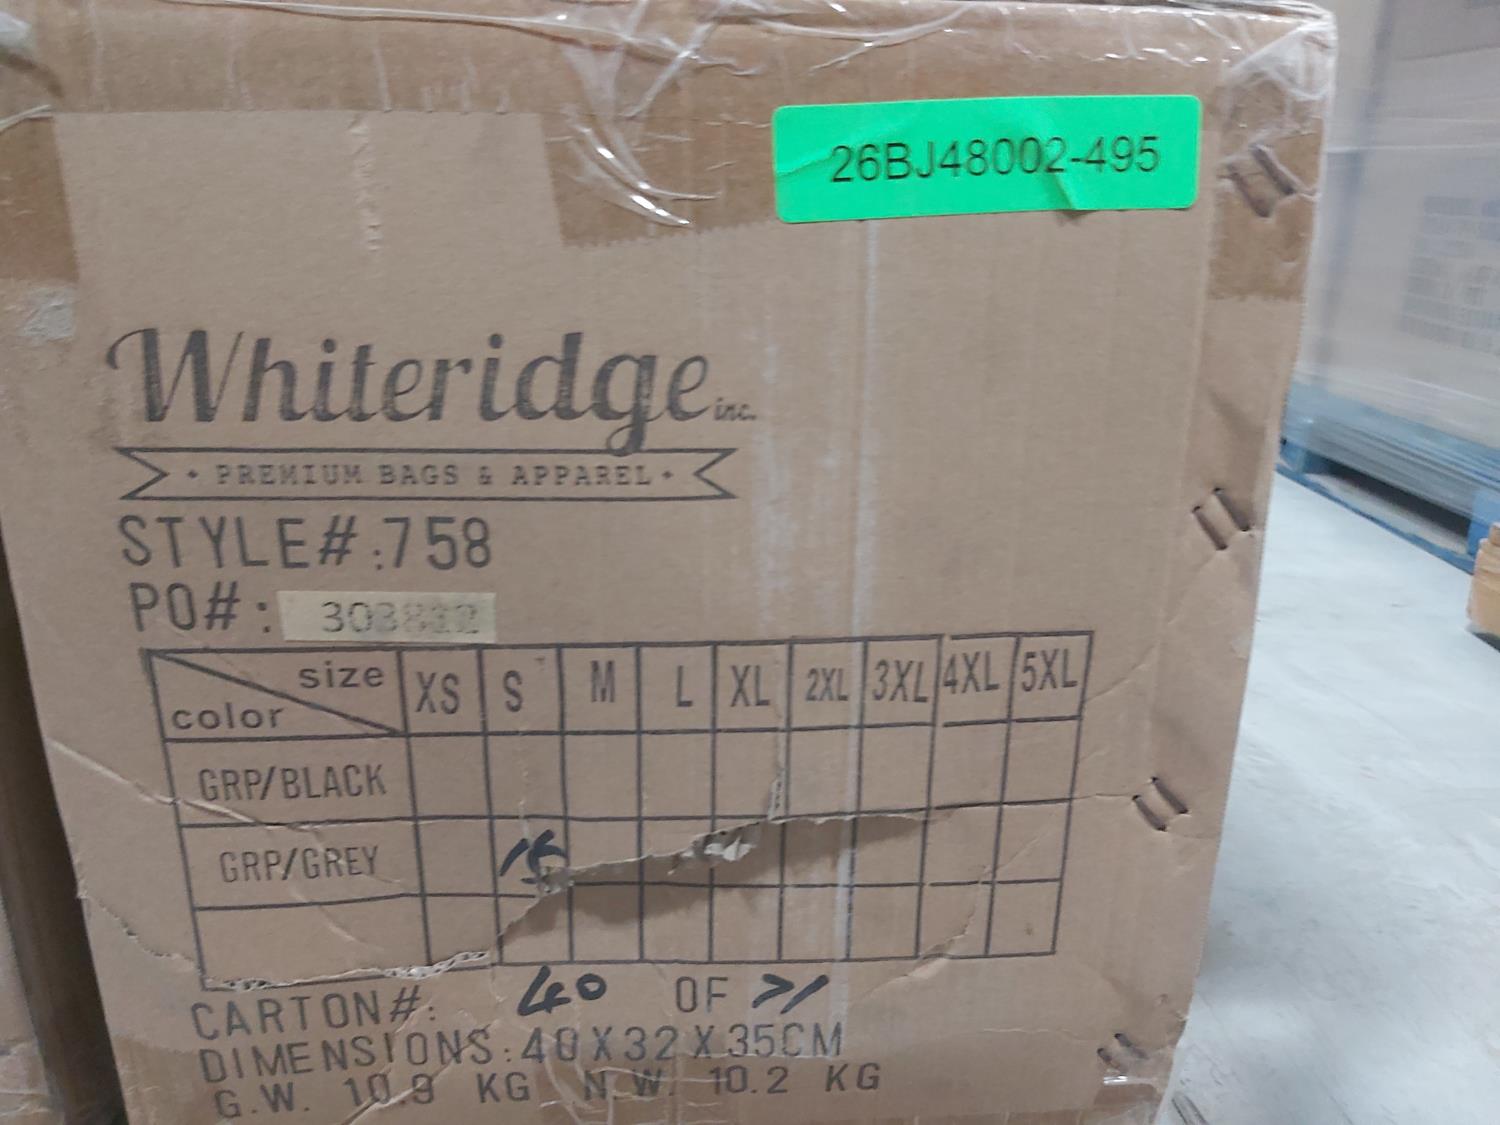 26BJ48002-495
Whiteridge inc.
• PREMIUM BAGS & APPAREL •
STYLE#:758
PO#: 303812
size XS S M L XL 2XL 3XL 4XL 5XL
color
GRP/BLACK
GRP/GREY
CARTON#: 40 OF 71
DIMENSIONS:40X32X35CM
G.W. 10.9 KG N.W. 10.2 KG